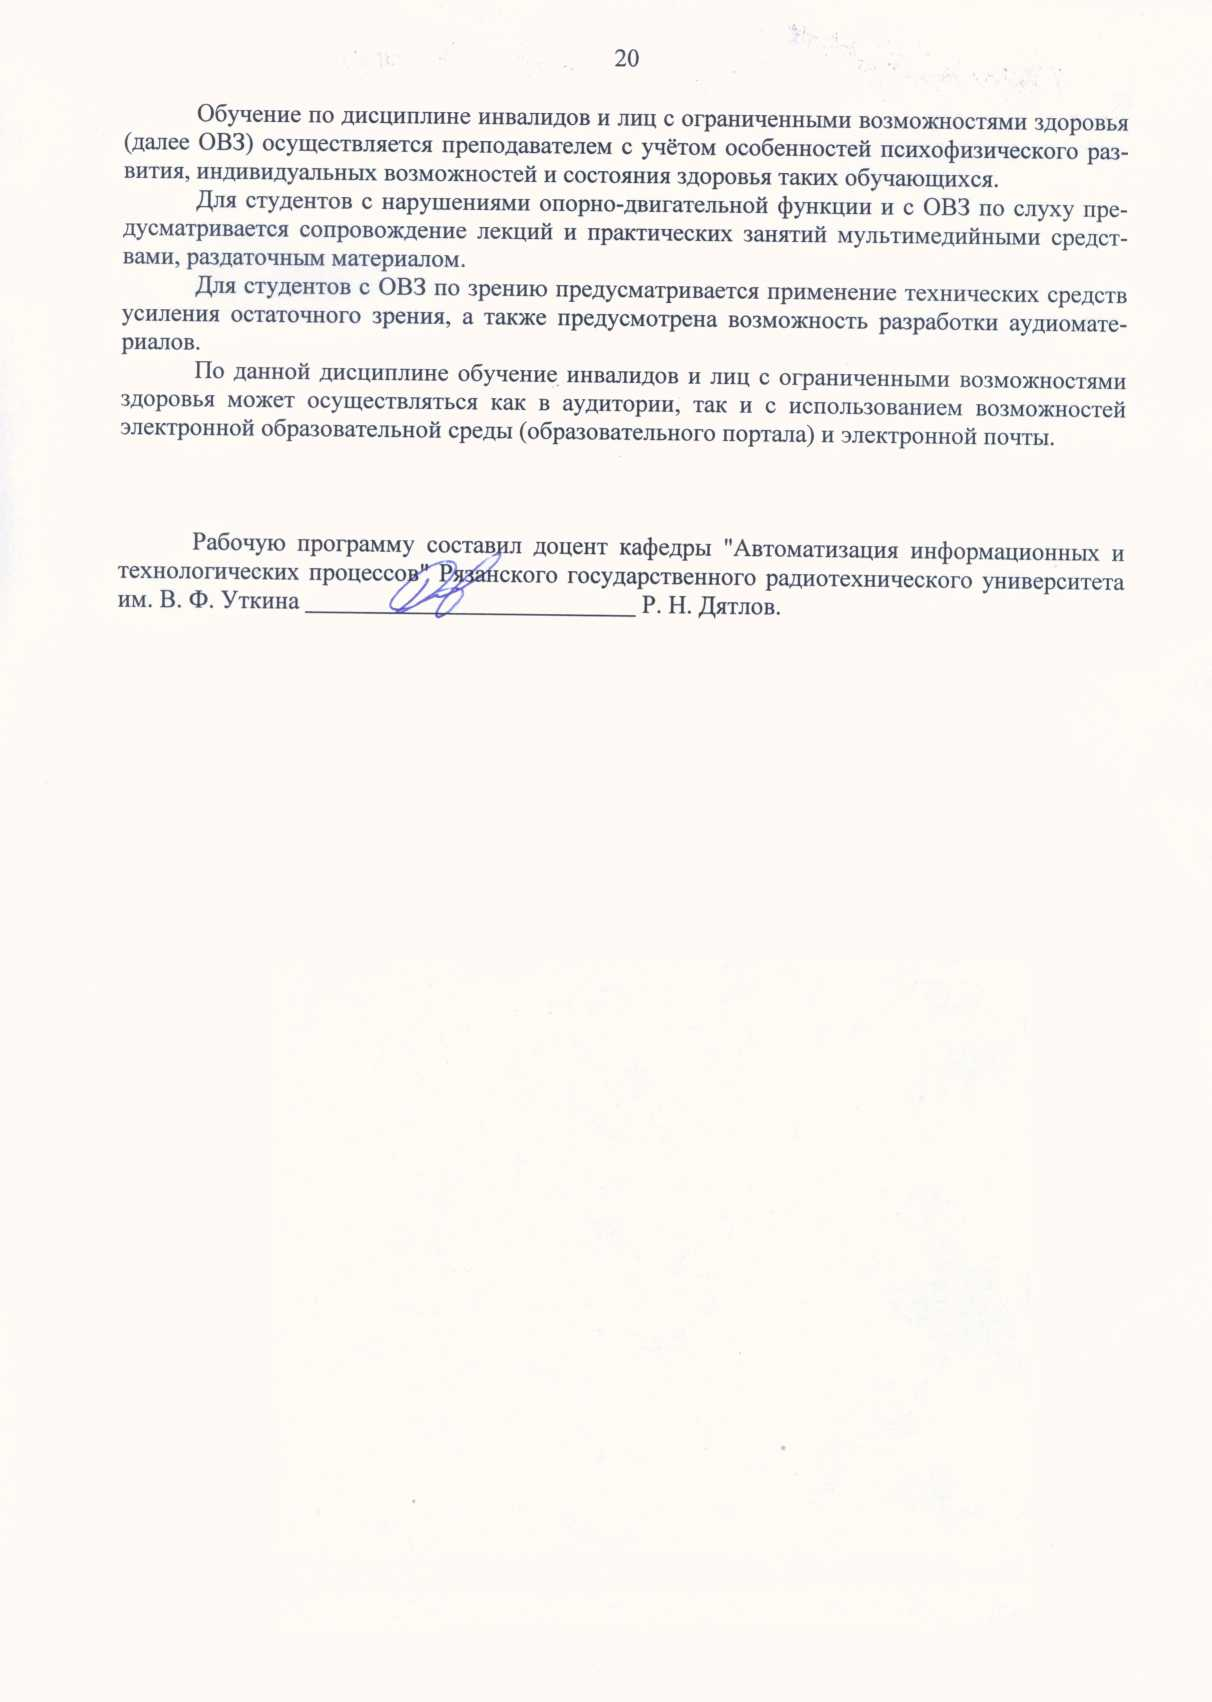 20
Обучение по дисциплине инвалидов и лиц с ограниченными возможностями здоровья
(далее ОВЗ) осуществляется преподавателем с учётом особенностей психофизического раз-
вития, индивидуальных возможностей и состояния здоровья таких обучающихся.
Для студентов с нарушениями опорно-двигательной функции и с ОВЗ по слуху пре-
дусматривается сопровождение лекций и практических занятий мультимедийными средст-
вами, раздаточным материалом.
Для студентов с ОВЗ по зрению предусматривается применение технических средств
усиления остаточного зрения, а также предусмотрена возможность разработки аудиомате-
риалов.
По данной дисциплине обучение инвалидов и лиц с ограниченными возможностями
здоровья может осуществляться как в аудитории, так и с использованием возможностей
электронной образовательной среды (образовательного портала) и электронной почты.
Рабочую программу составил доцент кафедры "Автоматизация информационных и
технологических процессов" Рязанского государственного радиотехнического университета
им. В. Ф. Уткина __________________________ Р. Н. Дятлов.